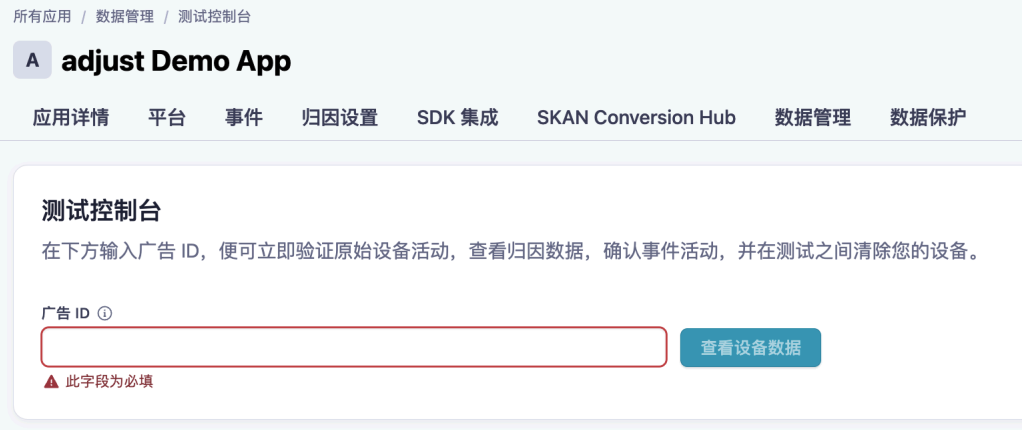 所有应用 / 数据管理 / 测试控制台
A adjust Demo App
应用详情 平台 事件 归因设置 SDK 集成 SKAN Conversion Hub 数据管理 数据保护
测试控制台
在下方输入广告 ID，便可立即验证原始设备活动，查看归因数据，确认事件活动，并在测试之间清除您的设备。
广告 ID
查看设备数据
此字段为必填